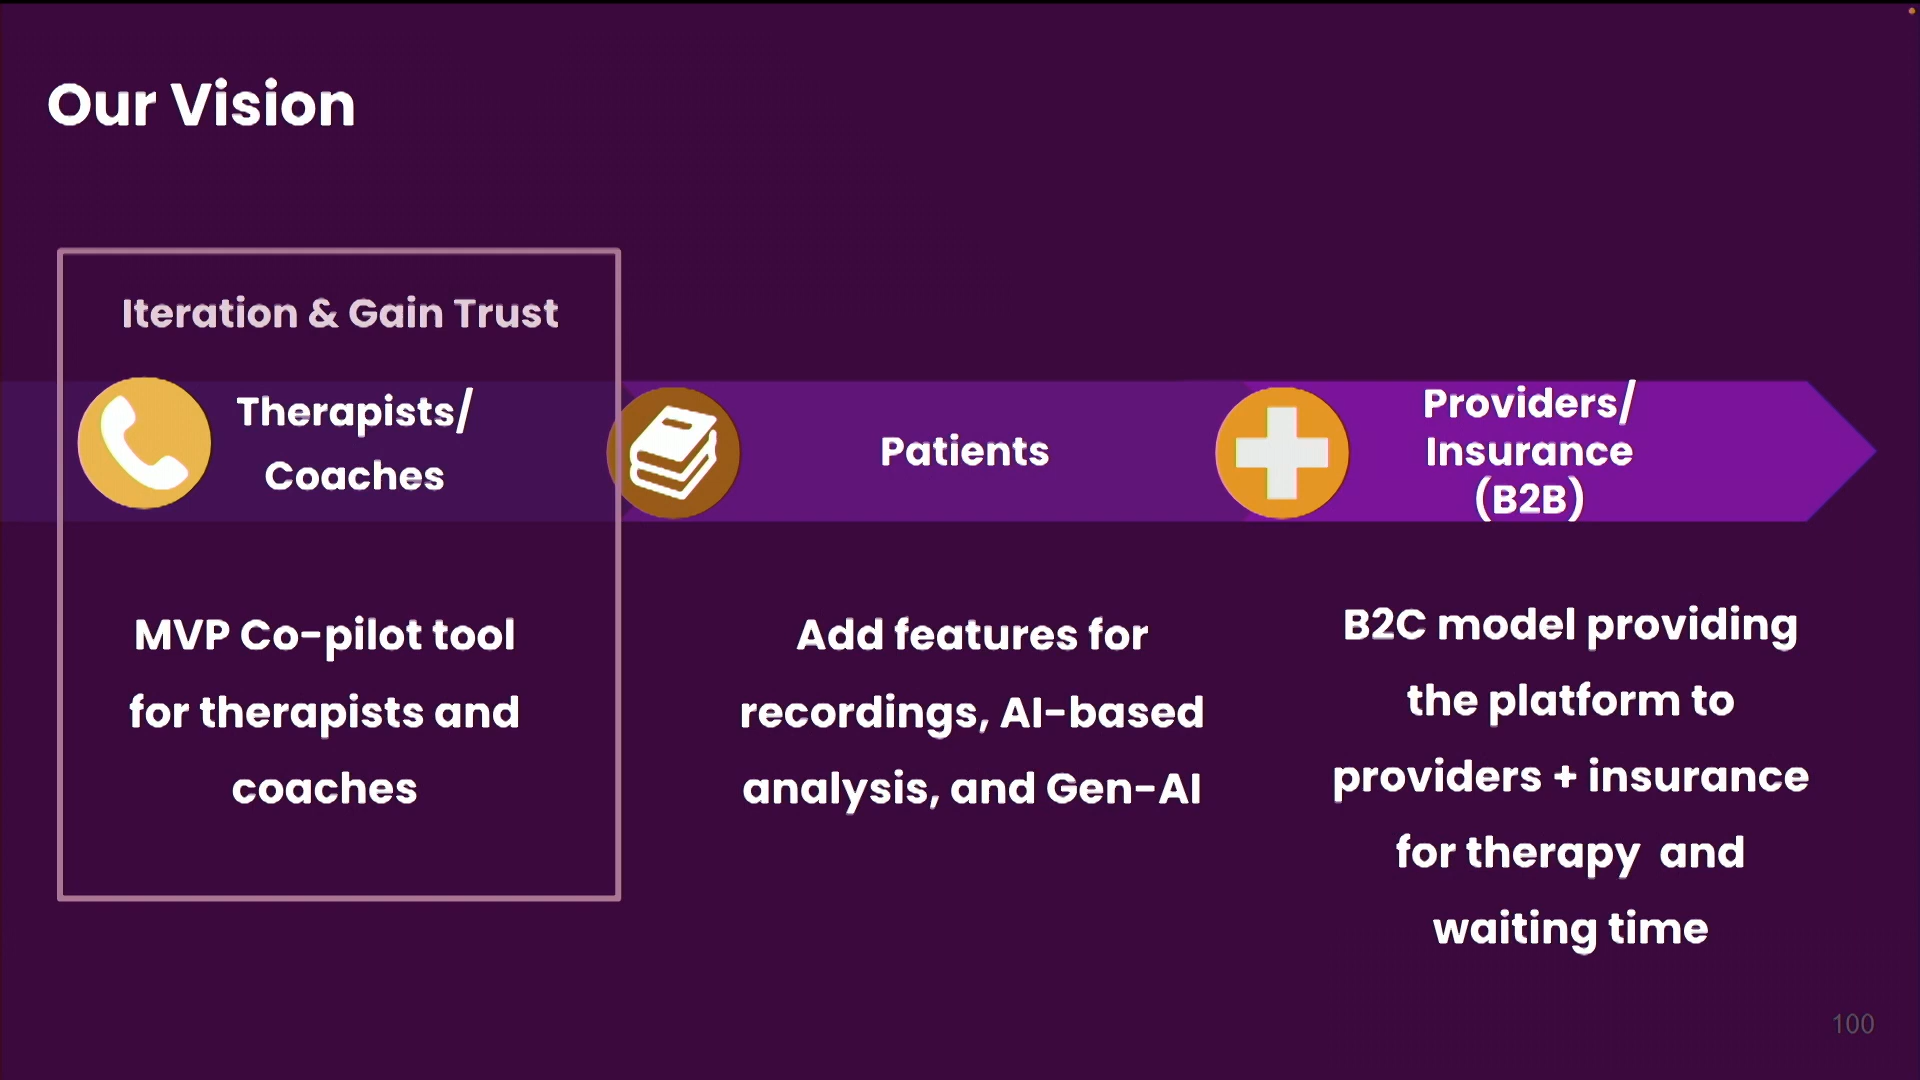 Our Vision
Iteration & Gain Trust
Therapists/
Coaches
Patients
Providers/
Insurance
(B2B)
MVP Co-pilot tool
for therapists and
coaches
Add features for
recordings, AI-based
analysis, and Gen-AI
B2C model providing
the platform to
providers + insurance
for therapy and
waiting time
100